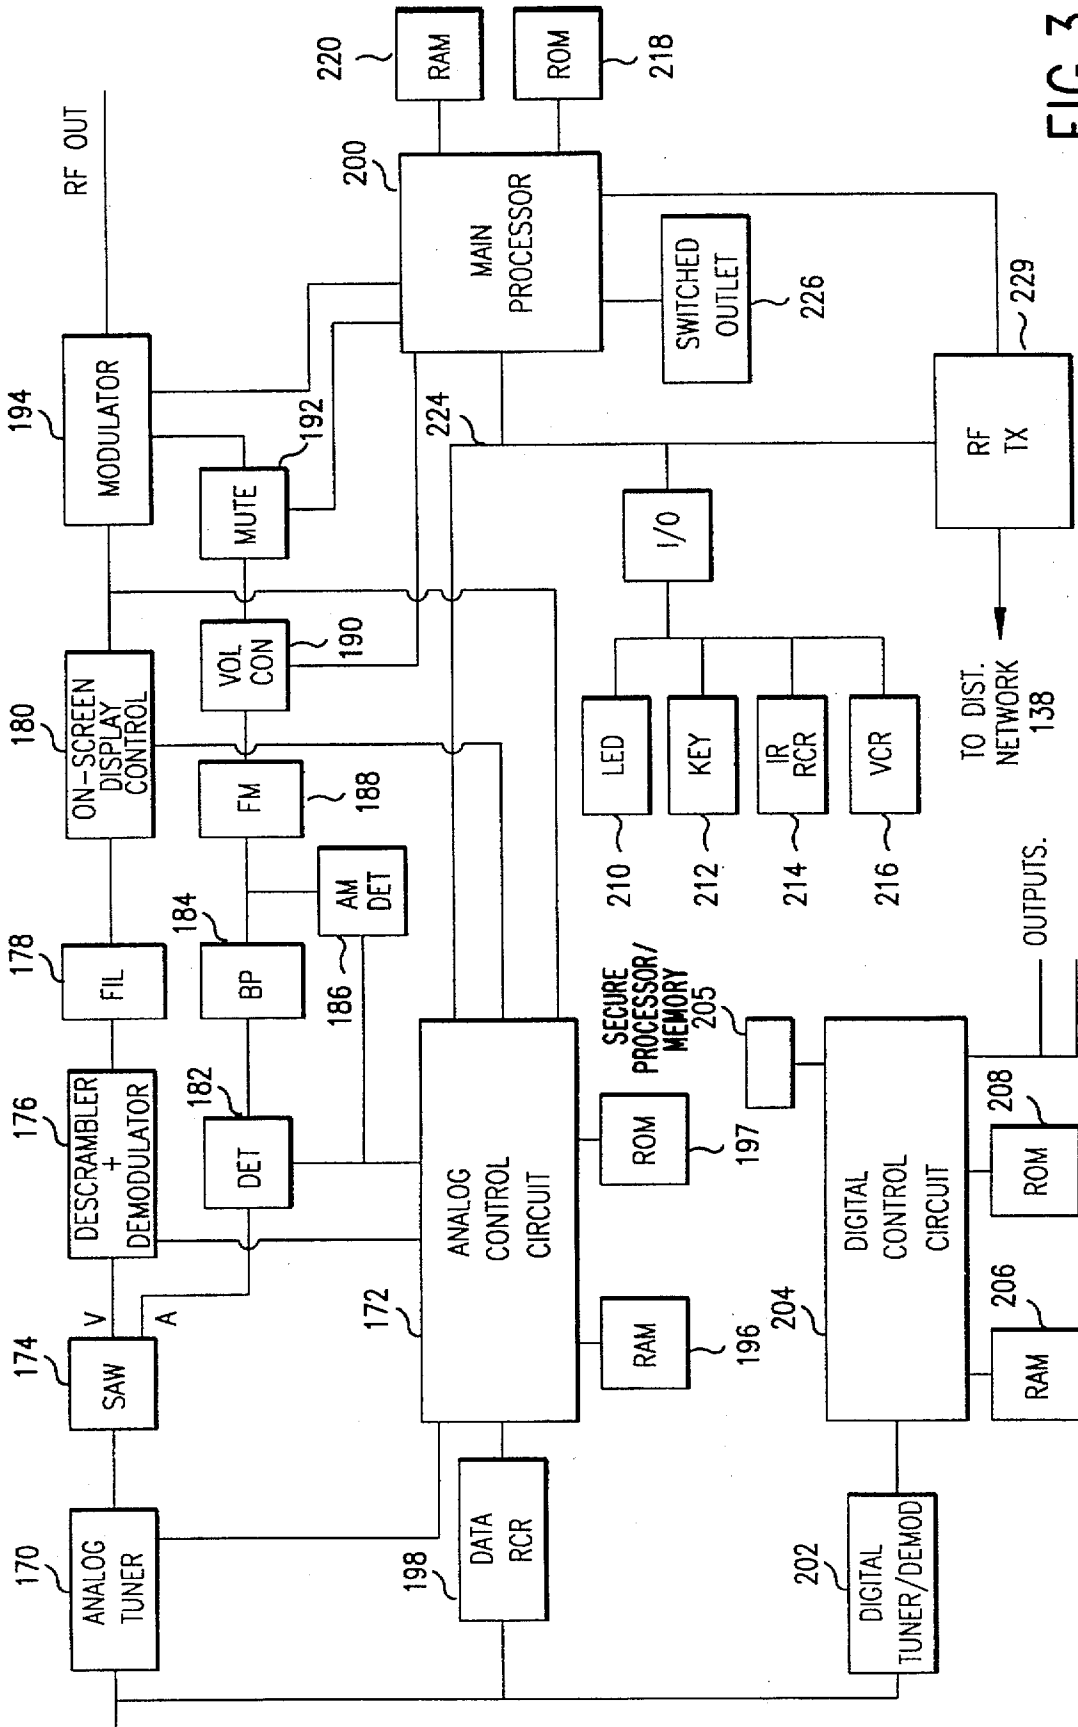 170
ANALOG
TUNER
174
SAW
V
A
176
DESCRAMBLER
+
DEMODULATOR
178
FIL
180
ON-SCREEN
DISPLAY
CONTROL
194
MODULATOR
RF OUT
182
DET
184
BP
186
AM
DET
FM
188
VOL
CON
190
MUTE
192
198
DATA
RCR
172
ANALOG
CONTROL
CIRCUIT
RAM
196
ROM
197
200
MAIN
PROCESSOR
220
RAM
ROM
218
224
SWITCHED
OUTLET
226
I/O
210
LED
212
KEY
214
IR
RCR
216
VCR
RF
TX
229
TO DIST.
NETWORK
138
202
DIGITAL
TUNER/DEMOD
204
DIGITAL
CONTROL
CIRCUIT
SECURE
PROCESSOR/
MEMORY
205
206
RAM
208
ROM
OUTPUTS.
FIG 3